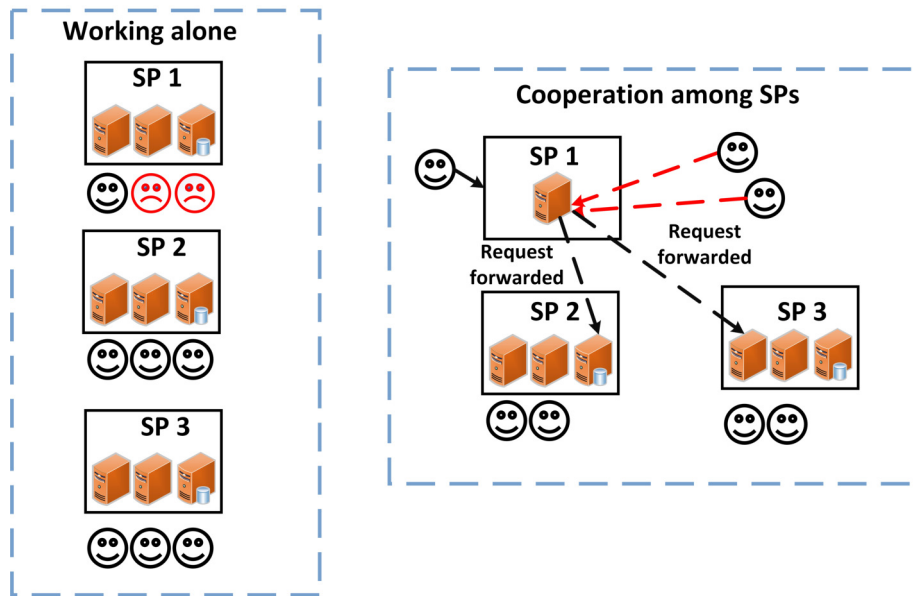 Working alone
SP 1
SP 2
SP 3
Cooperation among SPs
SP 1
Request
forwarded
Request
forwarded
SP 2
SP 3